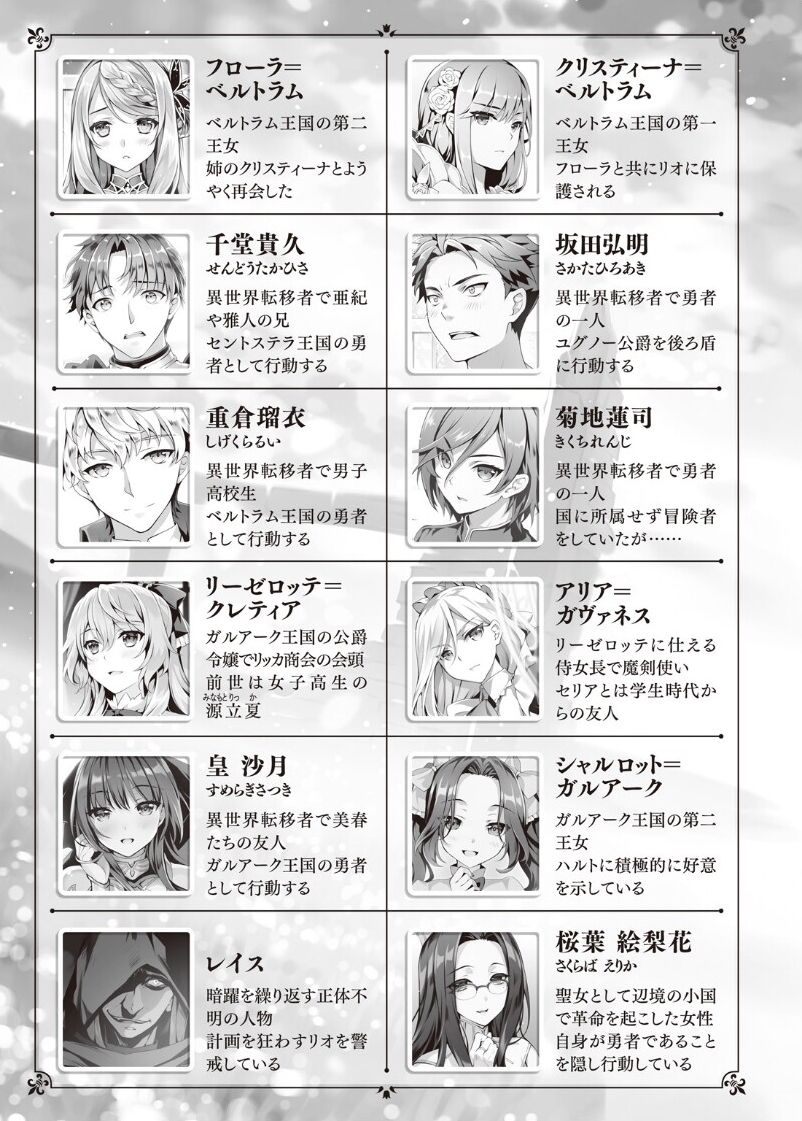 フローラ＝
ベルトラム
ベルトラム王国の第二
王女
姉のクリスティーナとよう
やく再会した
クリスティーナ＝
ベルトラム
ベルトラム王国の第一
王女
フローラと共にリオに保
護される
千堂貴久
せんどうたかひさ
異世界転移者で亜紀
や雅人の兄
セントステラ王国の勇
者として行動する
坂田弘明
さかたひろあき
異世界転移者で勇者
の一人
ユグノー公爵を後ろ盾
に行動する
重倉瑠衣
しげくらるい
異世界転移者で男子
高校生
ベルトラム王国の勇者
として行動する
菊地蓮司
きくちれんじ
異世界転移者で勇者
の一人
国に所属せず冒険者
をしていたが……
リーゼロッテ＝
クレティア
ガルアーク王国の公爵
令嬢でリッカ商会の会頭
前世は女子高生の
みなもとりっか
源立夏
アリア＝
ガヴァネス
リーゼロッテに仕える
侍女長で魔剣使い
セリアとは学生時代か
らの友人
皇 沙月
すめらぎさつき
異世界転移者で美春
たちの友人
ガルアーク王国の勇者
として行動する
シャルロット＝
ガルアーク
ガルアーク王国の第二
王女
ハルトに積極的に好意
を示している
レイス
暗躍を繰り返す正体不
明の人物
計画を狂わすリオを警
戒している
桜葉 絵梨花
さくらば えりか
聖女として辺境の小国
で革命を起こした女性
自身が勇者であること
を隠し行動している